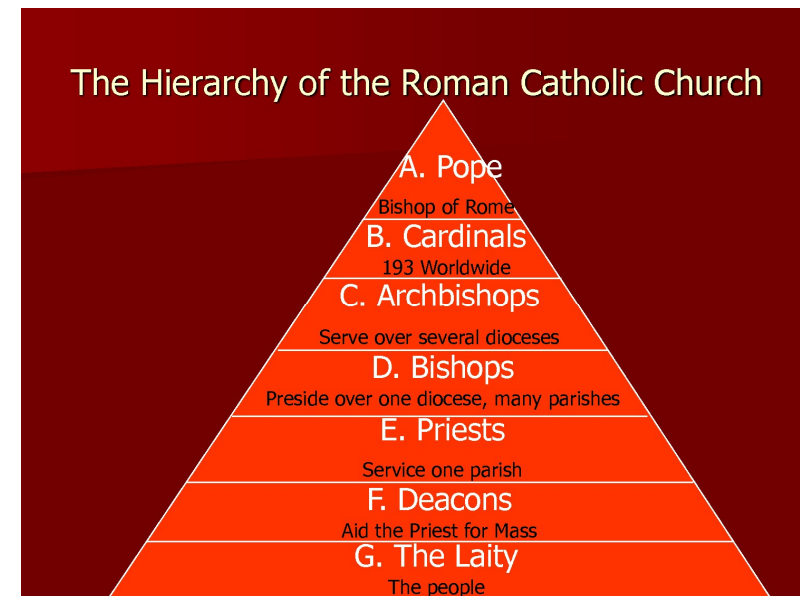 The Hierarchy of the Roman Catholic Church
A. Pope
Bishop of Rome
B. Cardinals
193 Worldwide
C. Archbishops
Serve over several dioceses
D. Bishops
Preside over one diocese, many parishes
E. Priests
Service one parish
F. Deacons
Aid the Priest for Mass
G. The Laity
The people